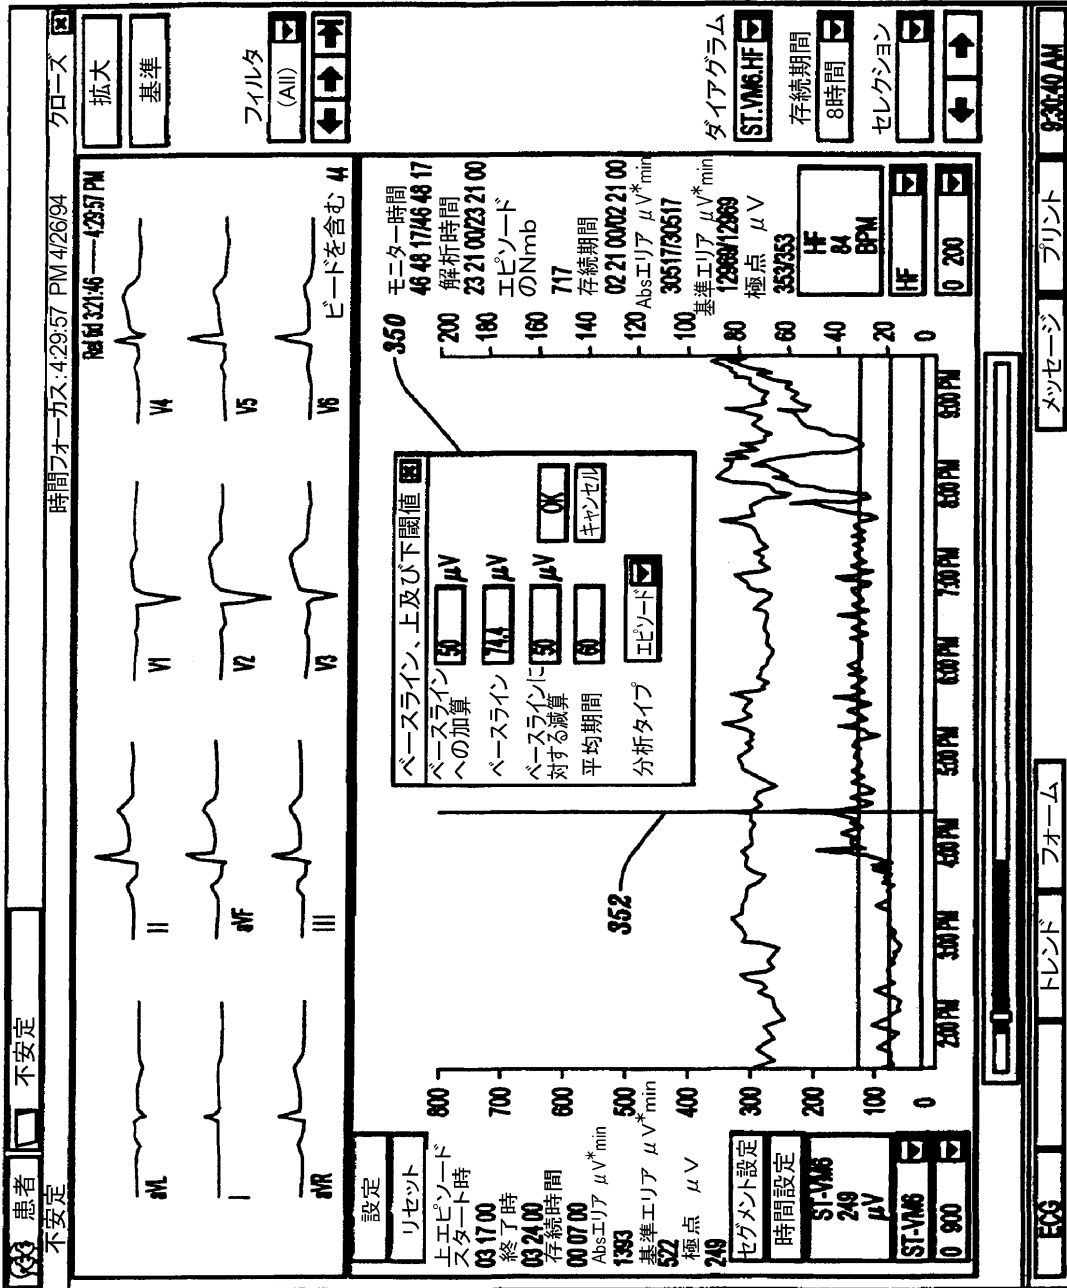 患者
不安定
不安定
時間フォーカス:4:29:57 PM 4/26/94
クローズ
4:29:57 PM
aVL
I
aVR
II
aVF
III
V1
V2
V3
V4
V5
V6
ビードを含む 44
拡大
基準
フィルタ
(All)
設定
リセット
上エピソード
スタート時
03 17 00
終了時
03 24 00
存続時間
00 07 00
Absエリア μV*min
1393
基準エリア μV*min
522
極点 μV
249
セグメント設定
時間設定
ST-VM6
249
μV
ST-VM6
0 900
800
700
600
500
400
300
200
100
0
352
ベースライン、上及び下閾値
ベースライン
への加算
50 μV
ベースライン
74.4 μV
ベースラインに
対する減算
50 μV
平均期間
60
分析タイプ
エピソード
OK
キャンセル
350
200
180
160
140
120
100
80
60
40
20
0
2:00 PM
3:00 PM
4:00 PM
5:00 PM
6:00 PM
7:00 PM
8:00 PM
9:00 PM
モニター時間
46 48 17/46 48 17
解析時間
23 21 00/23 21 00
エピソード
のNmb
717
存続期間
02 21 00/02 21 00
Absエリア μV*min
30517/30517
基準エリア μV*min
12969/12969
極点 μV
353/353
HF
84
BPM
HF
0 200
ダイアグラム
ST.VM6.HF
存続期間
8時間
セレクション
ECG
トレンド
フォーム
メッセージ
プリント
9:30:40 AM